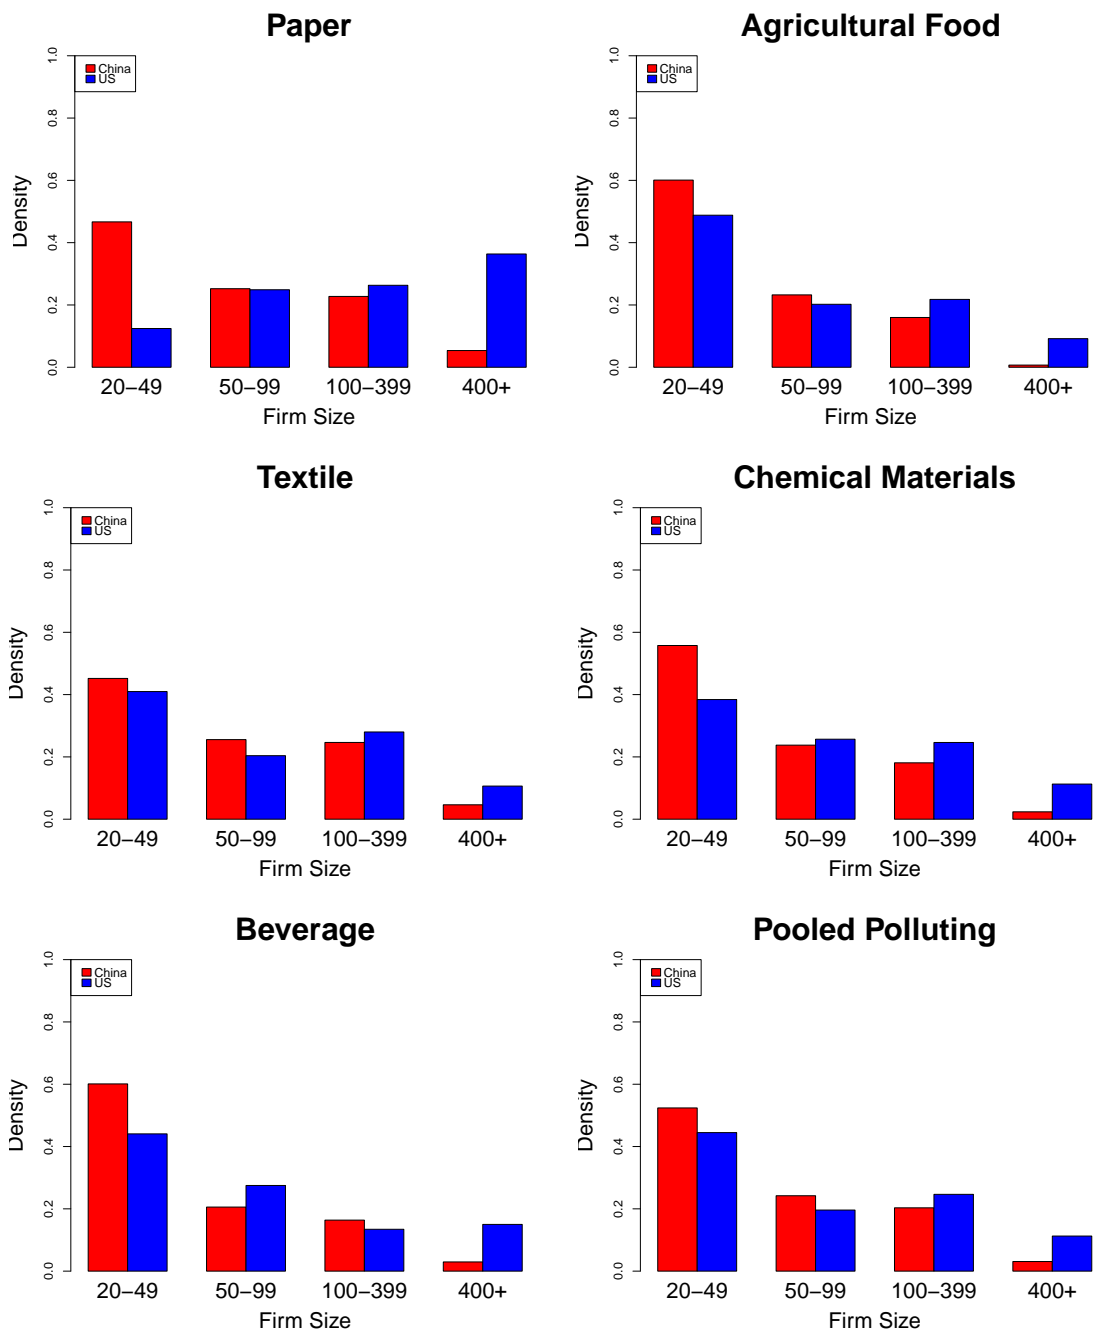 Paper
China
US
1.0
0.8
0.6
0.4
0.2
0.0
Density
20−49 50−99 100−399 400+
Firm Size
Agricultural Food
China
US
1.0
0.8
0.6
0.4
0.2
0.0
Density
20−49 50−99 100−399 400+
Firm Size
Textile
China
US
1.0
0.8
0.6
0.4
0.2
0.0
Density
20−49 50−99 100−399 400+
Firm Size
Chemical Materials
China
US
1.0
0.8
0.6
0.4
0.2
0.0
Density
20−49 50−99 100−399 400+
Firm Size
Beverage
China
US
1.0
0.8
0.6
0.4
0.2
0.0
Density
20−49 50−99 100−399 400+
Firm Size
Pooled Polluting
China
US
1.0
0.8
0.6
0.4
0.2
0.0
Density
20−49 50−99 100−399 400+
Firm Size